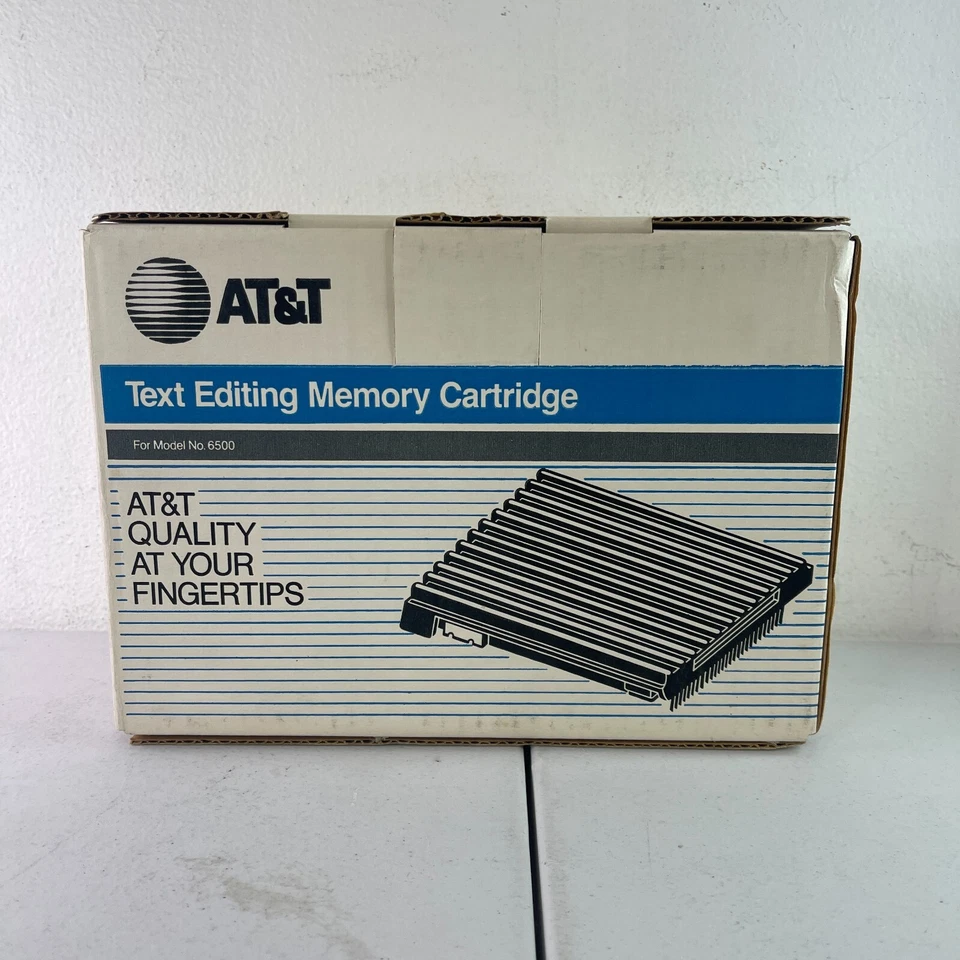 AT&T
Text Editing Memory Cartridge
For Model No. 6500
AT&T
QUALITY
AT YOUR
FINGERTIPS